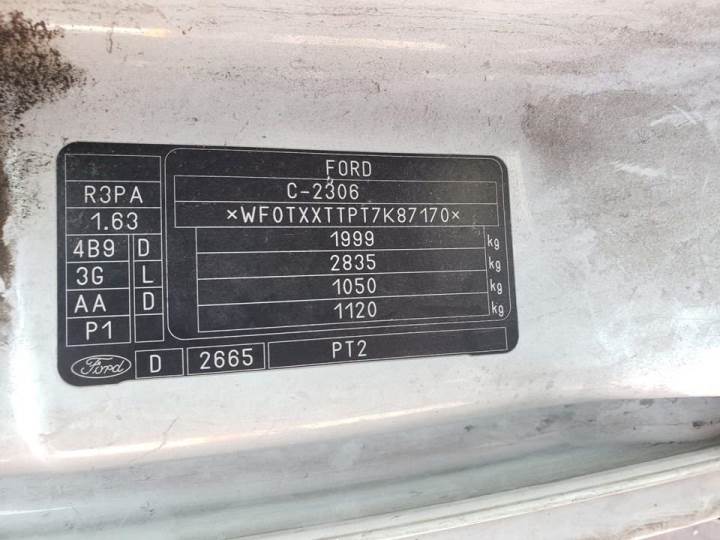 FORD
R3PA C-2306
1.63 ×WF0TXXTTPT7K87170×
4B9 D 1999 kg
3G L 2835 kg
AA D 1050 kg
P1 1120 kg
Ford D 2665 PT2